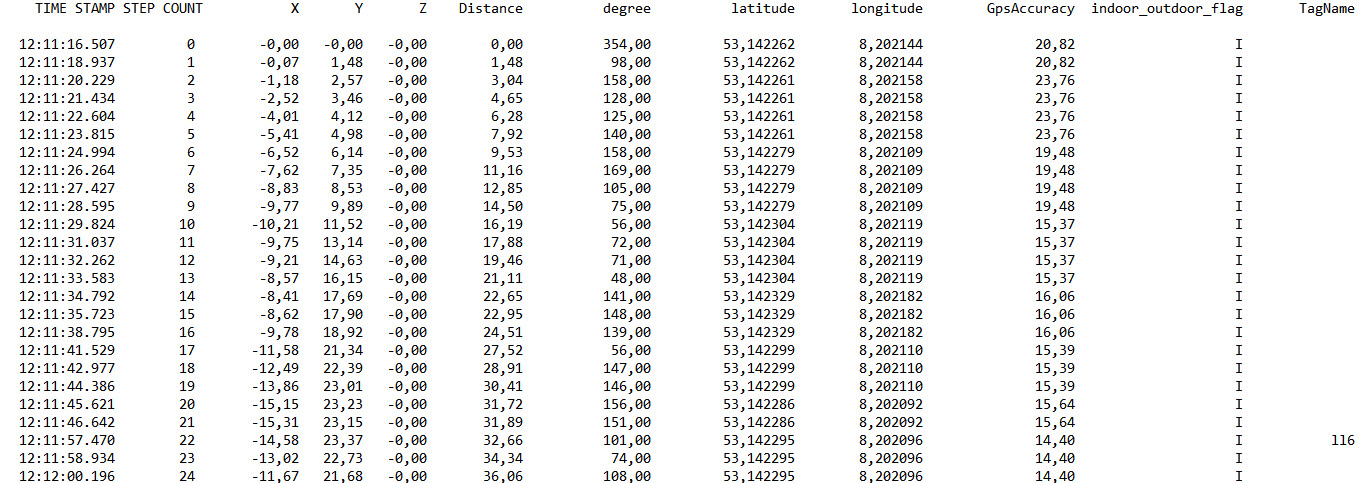 TIME STAMP STEP COUNT X Y Z Distance degree latitude longitude GpsAccuracy indoor_outdoor_flag TagName
12:11:16.507 0 -0,00 -0,00 -0,00 0,00 354,00 53,142262 8,202144 20,82 I
12:11:18.937 1 -0,07 1,48 -0,00 1,48 98,00 53,142262 8,202144 20,82 I
12:11:20.229 2 -1,18 2,57 -0,00 3,04 158,00 53,142261 8,202158 23,76 I
12:11:21.434 3 -2,52 3,46 -0,00 4,65 128,00 53,142261 8,202158 23,76 I
12:11:22.604 4 -4,01 4,12 -0,00 6,28 125,00 53,142261 8,202158 23,76 I
12:11:23.815 5 -5,41 4,98 -0,00 7,92 140,00 53,142261 8,202158 23,76 I
12:11:24.994 6 -6,52 6,14 -0,00 9,53 158,00 53,142279 8,202109 19,48 I
12:11:26.264 7 -7,62 7,35 -0,00 11,16 169,00 53,142279 8,202109 19,48 I
12:11:27.427 8 -8,83 8,53 -0,00 12,85 105,00 53,142279 8,202109 19,48 I
12:11:28.595 9 -9,77 9,89 -0,00 14,50 75,00 53,142279 8,202109 19,48 I
12:11:29.824 10 -10,21 11,52 -0,00 16,19 56,00 53,142304 8,202119 15,37 I
12:11:31.037 11 -9,75 13,14 -0,00 17,88 72,00 53,142304 8,202119 15,37 I
12:11:32.262 12 -9,21 14,63 -0,00 19,46 71,00 53,142304 8,202119 15,37 I
12:11:33.583 13 -8,57 16,15 -0,00 21,11 48,00 53,142304 8,202119 15,37 I
12:11:34.792 14 -8,41 17,69 -0,00 22,65 141,00 53,142329 8,202182 16,06 I
12:11:35.723 15 -8,62 17,90 -0,00 22,95 148,00 53,142329 8,202182 16,06 I
12:11:38.795 16 -9,78 18,92 -0,00 24,51 139,00 53,142329 8,202182 16,06 I
12:11:41.529 17 -11,58 21,34 -0,00 27,52 56,00 53,142299 8,202110 15,39 I
12:11:42.977 18 -12,49 22,39 -0,00 28,91 147,00 53,142299 8,202110 15,39 I
12:11:44.386 19 -13,86 23,01 -0,00 30,41 146,00 53,142299 8,202110 15,39 I
12:11:45.621 20 -15,15 23,23 -0,00 31,72 156,00 53,142286 8,202092 15,64 I
12:11:46.642 21 -15,31 23,15 -0,00 31,89 151,00 53,142286 8,202092 15,64 I
12:11:57.470 22 -14,58 23,37 -0,00 32,66 101,00 53,142295 8,202096 14,40 I 116
12:11:58.934 23 -13,02 22,73 -0,00 34,34 74,00 53,142295 8,202096 14,40 I
12:12:00.196 24 -11,67 21,68 -0,00 36,06 108,00 53,142295 8,202096 14,40 I